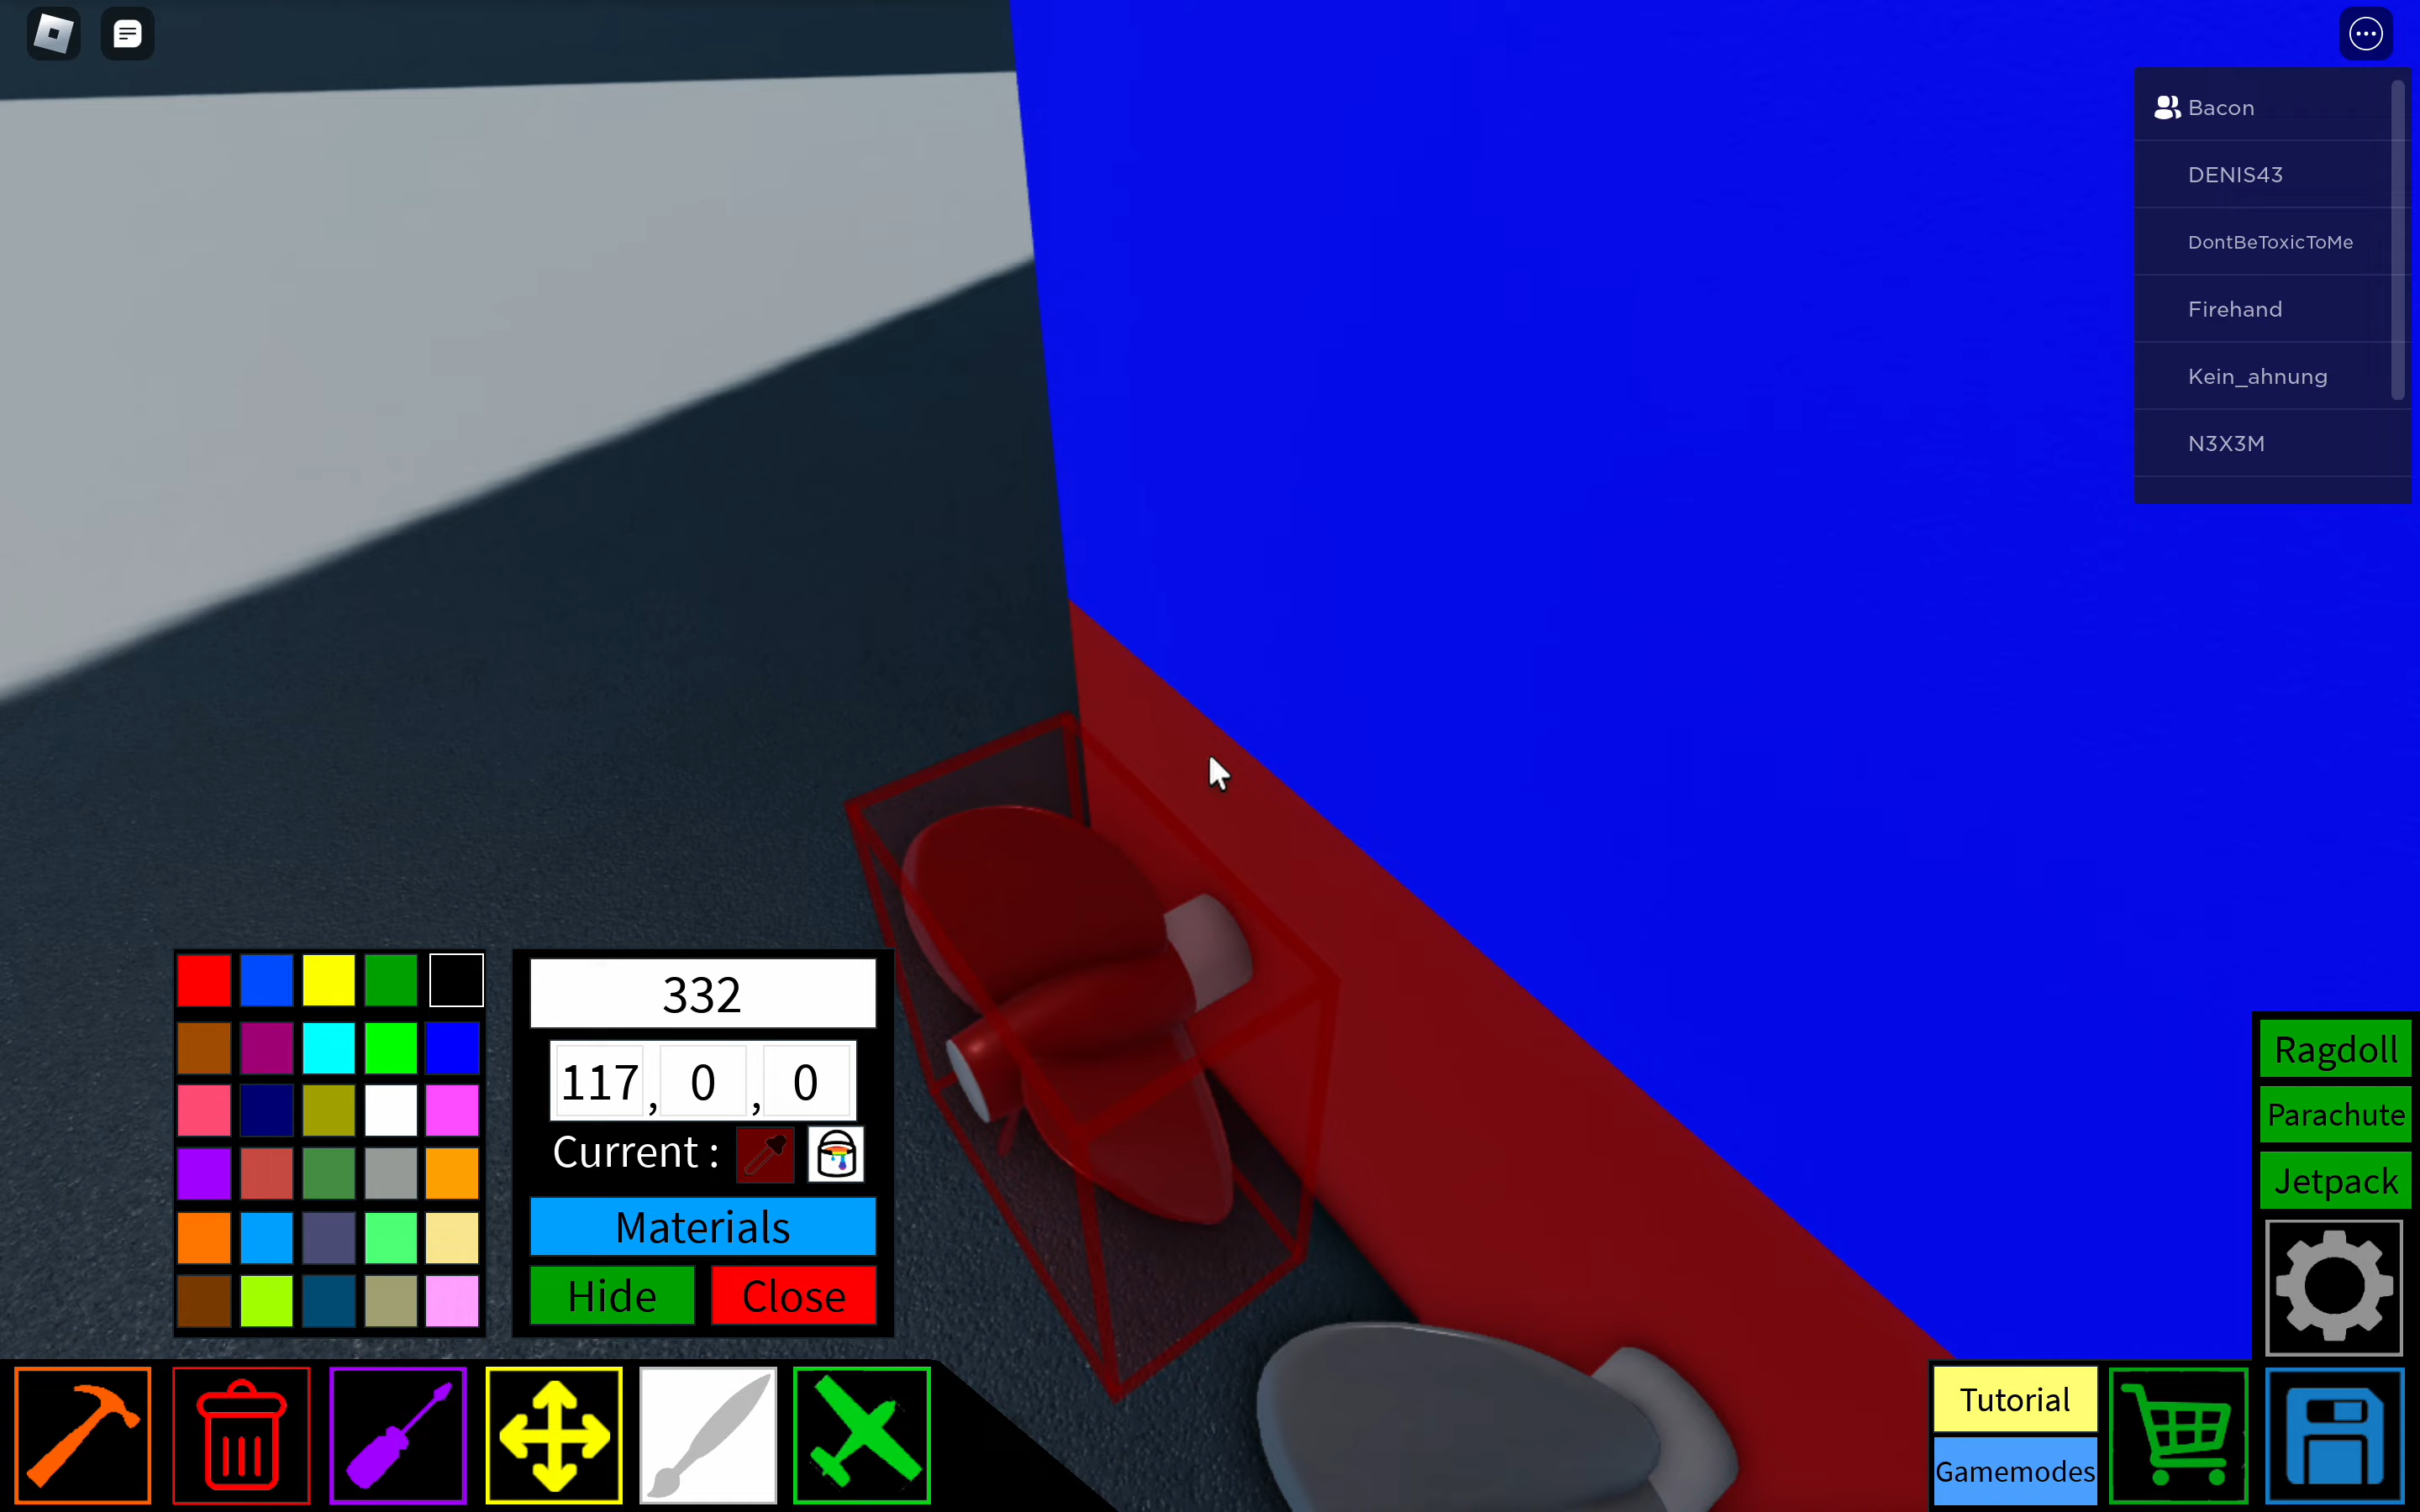 Bacon
DENIS43
DontBeToxicToMe
Firehand
Kein_ahnung
N3X3M
332
117 , 0 , 0
Current :
Materials
Hide Close
Ragdoll
Parachute
Jetpack
Tutorial
Gamemodes